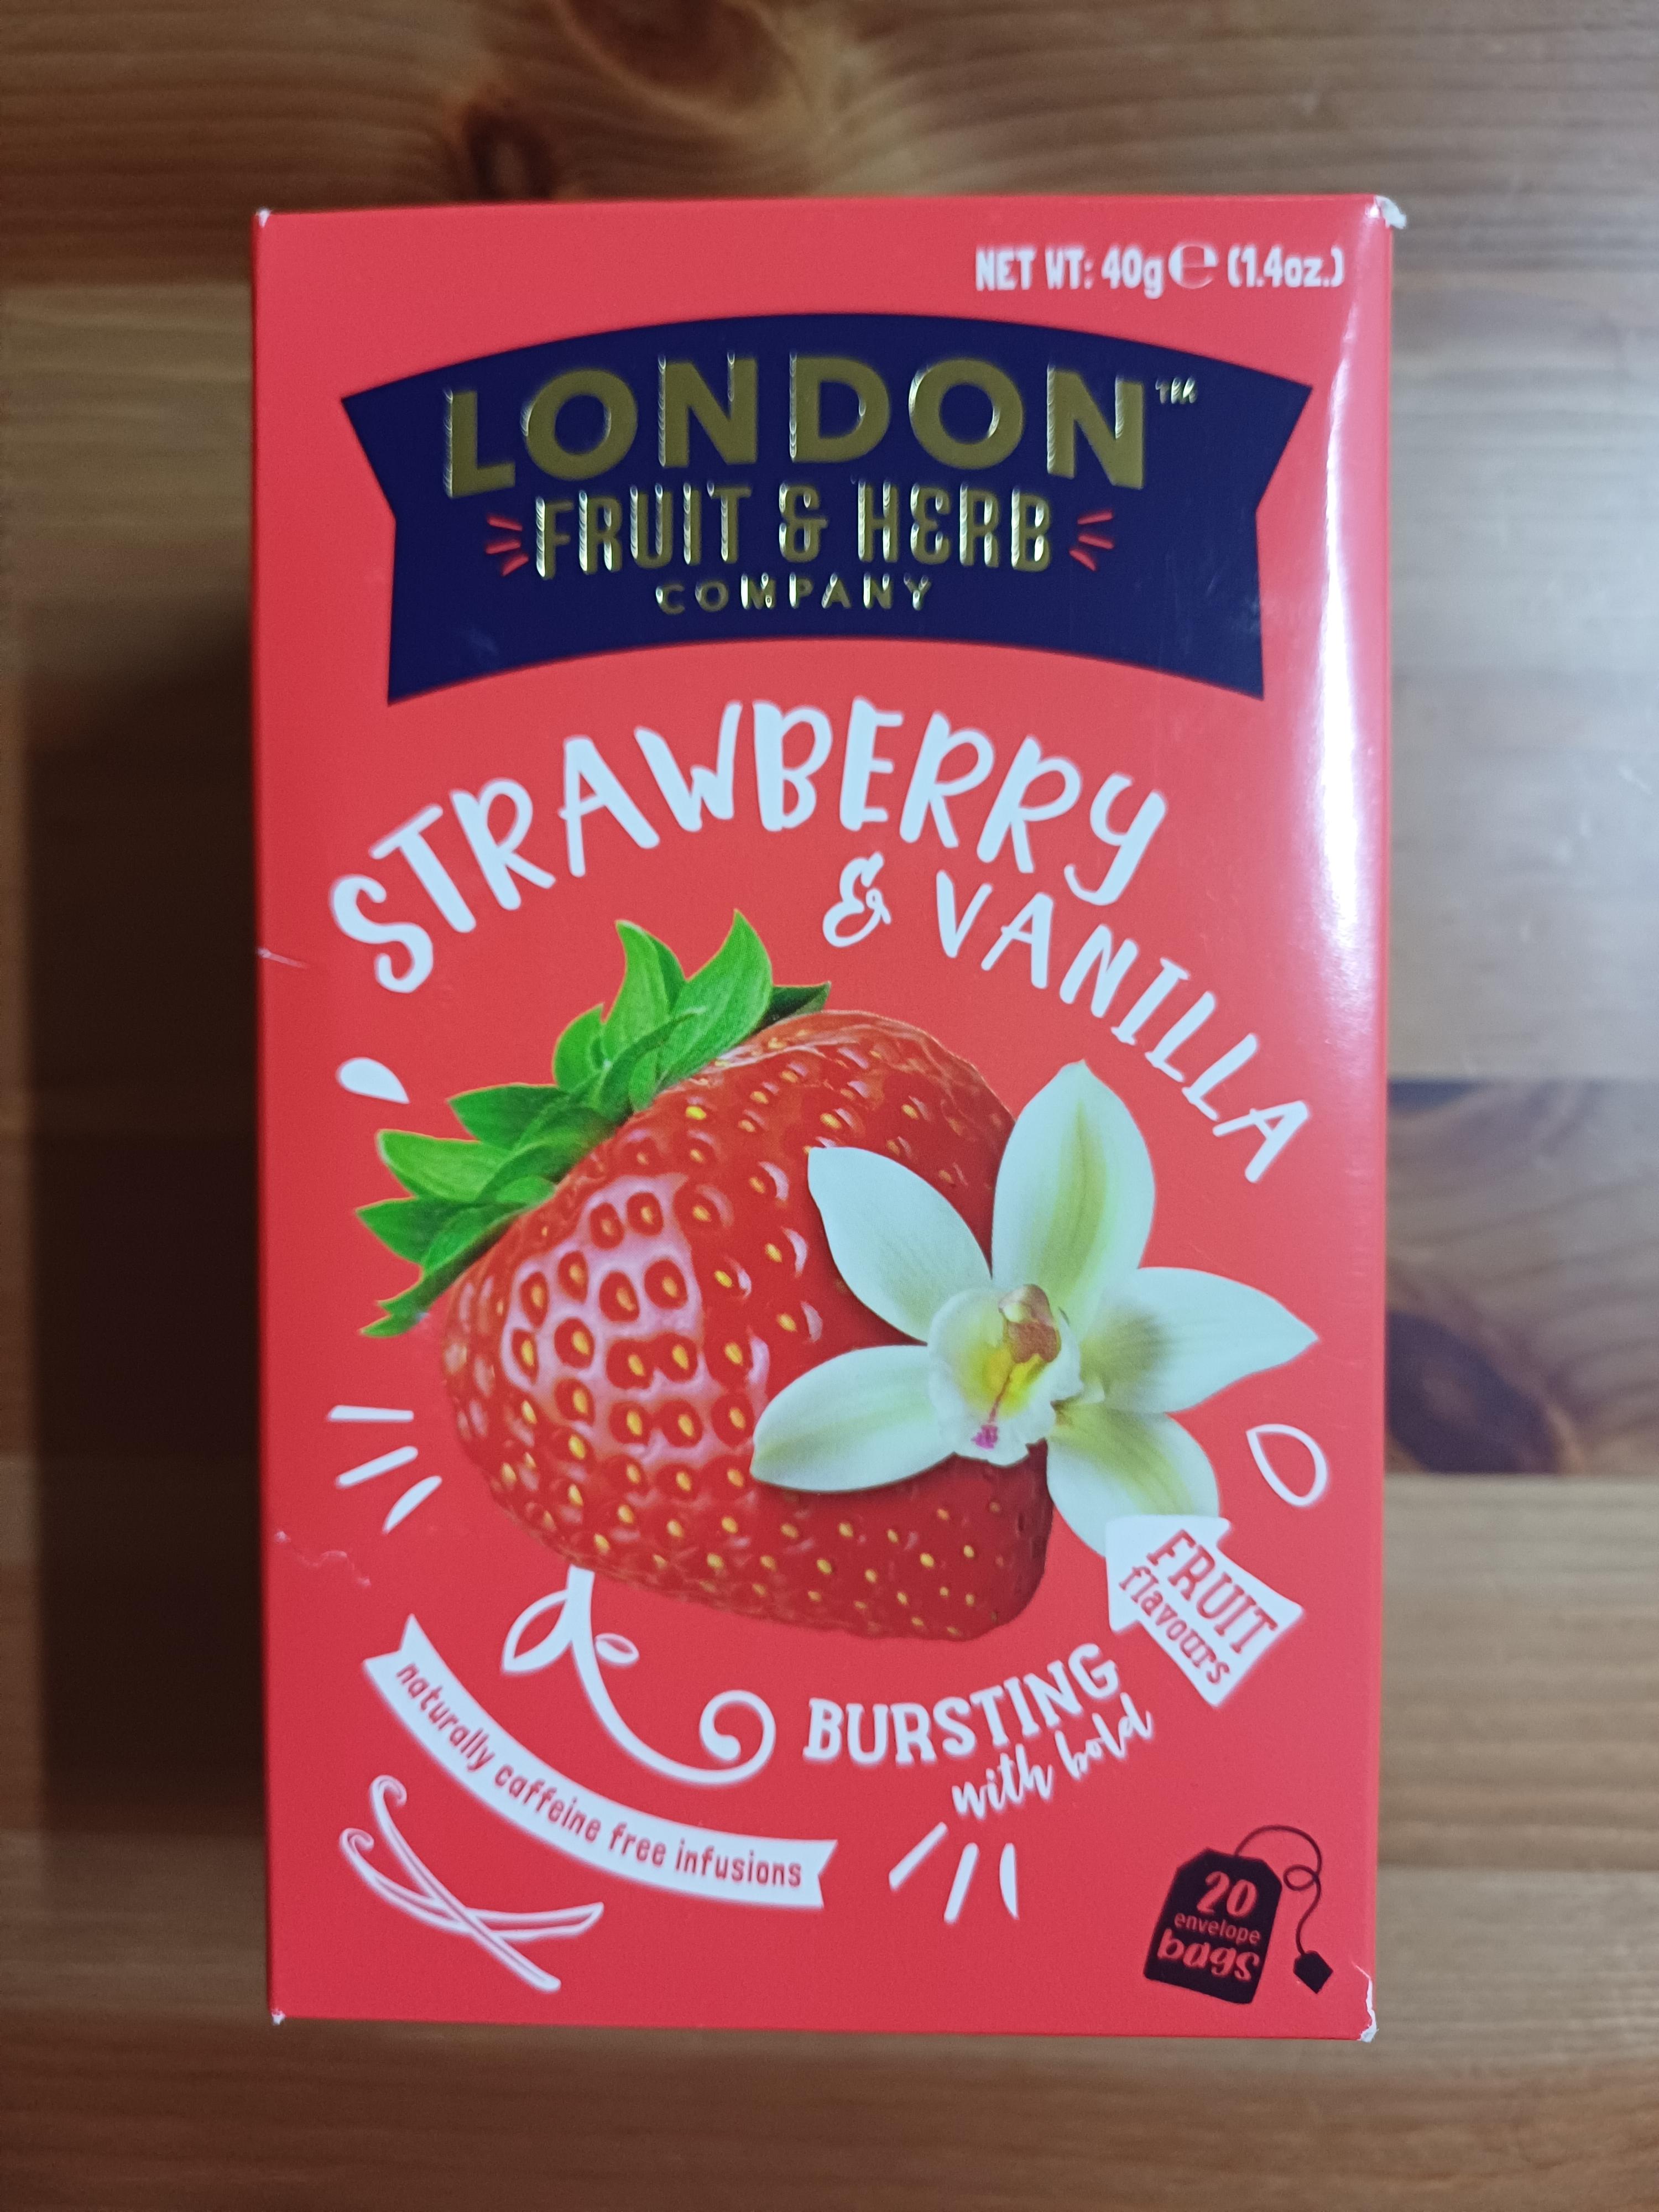 NET WT: 40g ℮ (1.4oz.)
LONDON
FRUIT & HERB
COMPANY
STRAWBERRY
& VANILLA
naturally caffeine free infusions
BURSTING
with bold
FRUIT
flavours
20
envelope
bags